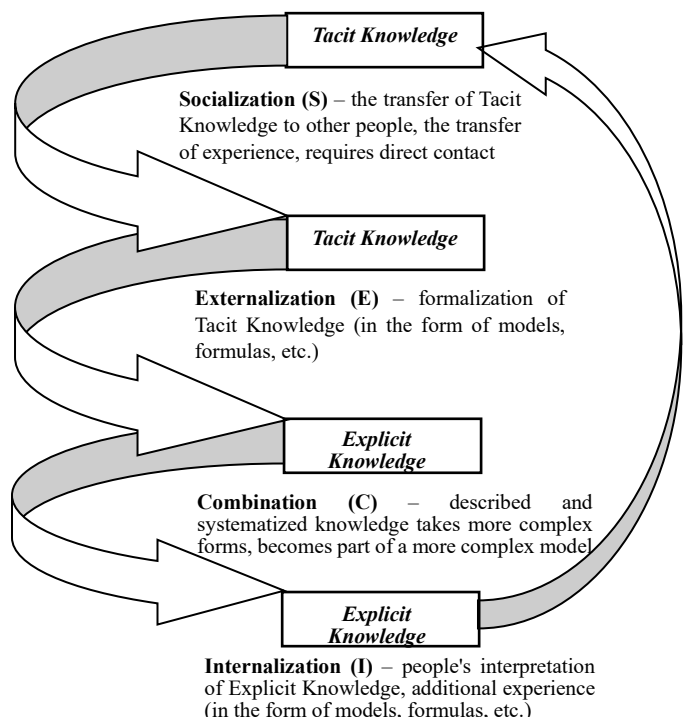 Tacit Knowledge
Socialization (S) – the transfer of Tacit
Knowledge to other people, the transfer
of experience, requires direct contact
Tacit Knowledge
Externalization (E) – formalization of
Tacit Knowledge (in the form of models,
formulas, etc.)
Explicit
Knowledge
Combination (C) – described and
systematized knowledge takes more complex
forms, becomes part of a more complex model
Explicit
Knowledge
Internalization (I) – people's interpretation
of Explicit Knowledge, additional experience
(in the form of models, formulas, etc.)